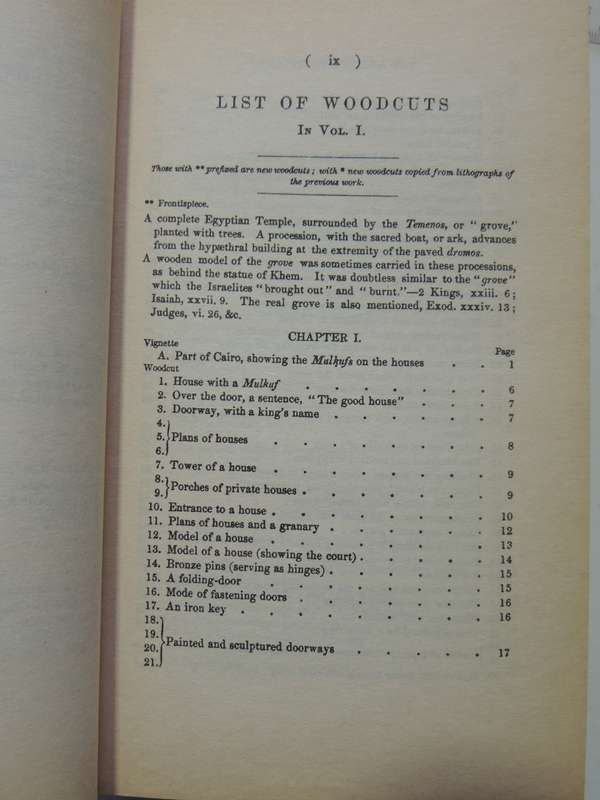 ( ix )
LIST OF WOODCUTS
IN VOL. I.
Those with ** prefixed are new woodcuts; with * new woodcuts copied from lithographs of
the previous work.
** Frontispiece.
A complete Egyptian Temple, surrounded by the Temenos, or "grove,"
planted with trees. A procession, with the sacred boat, or ark, advances
from the hypæthral building at the extremity of the paved dromos.
A wooden model of the grove was sometimes carried in these processions,
as behind the statue of Khem. It was doubtless similar to the "grove"
which the Israelites "brought out" and "burnt."—2 Kings, xxiii. 6;
Isaiah, xxvii. 9. The real grove is also mentioned, Exod. xxxiv. 13;
Judges, vi. 26, &c.
CHAPTER I.
Vignette Page
A. Part of Cairo, showing the Mulḳufs on the houses . . 1
Woodcut
1. House with a Mulkuf . . . . . . . 6
2. Over the door, a sentence, "The good house" . . . 7
3. Doorway, with a king's name . . . . . 7
4.
5. Plans of houses . . . . . . . 8
6.
7. Tower of a house . . . . . . . 9
8.
9. Porches of private houses . . . . . . 9
10. Entrance to a house . . . . . . . 10
11. Plans of houses and a granary . . . . . 12
12. Model of a house . . . . . . . 13
13. Model of a house (showing the court) . . . . 14
14. Bronze pins (serving as hinges) . . . . . 15
15. A folding-door . . . . . . . 15
16. Mode of fastening doors . . . . . . 16
17. An iron key . . . . . . . . 16
18.
19.
20. Painted and sculptured doorways . . . . . 17
21.